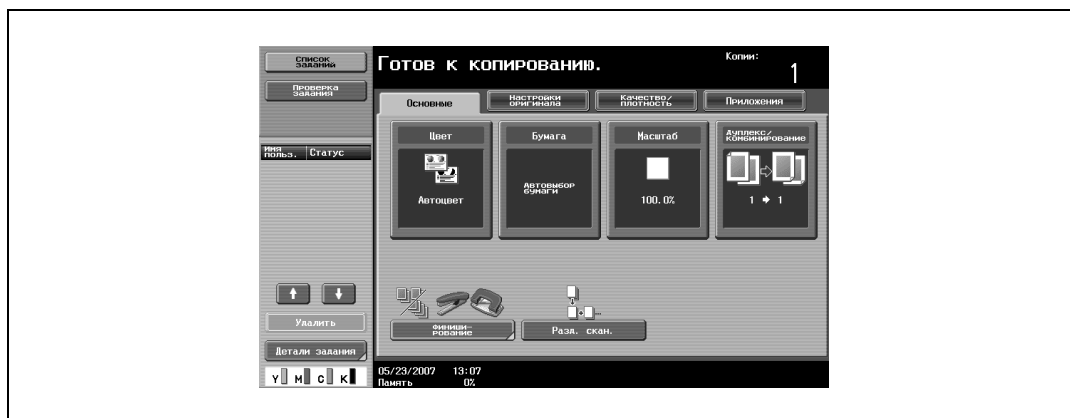 Список
заданий
Готов к копированию.
Копии:
1
Проверка
задания
Основные
Настройки
оригинала
Качество/
плотность
Приложения
Цвет
Бумага
Масштаб
Дуплекс/
комбинирование
Имя
польз.
Статус
Автоцвет
Автовыбор
бумаги
100.0%
1 → 1
Удалить
Финиши-
рование
Разд. скан.
Детали задания
Y M C K
05/23/2007 13:07
Память 0%